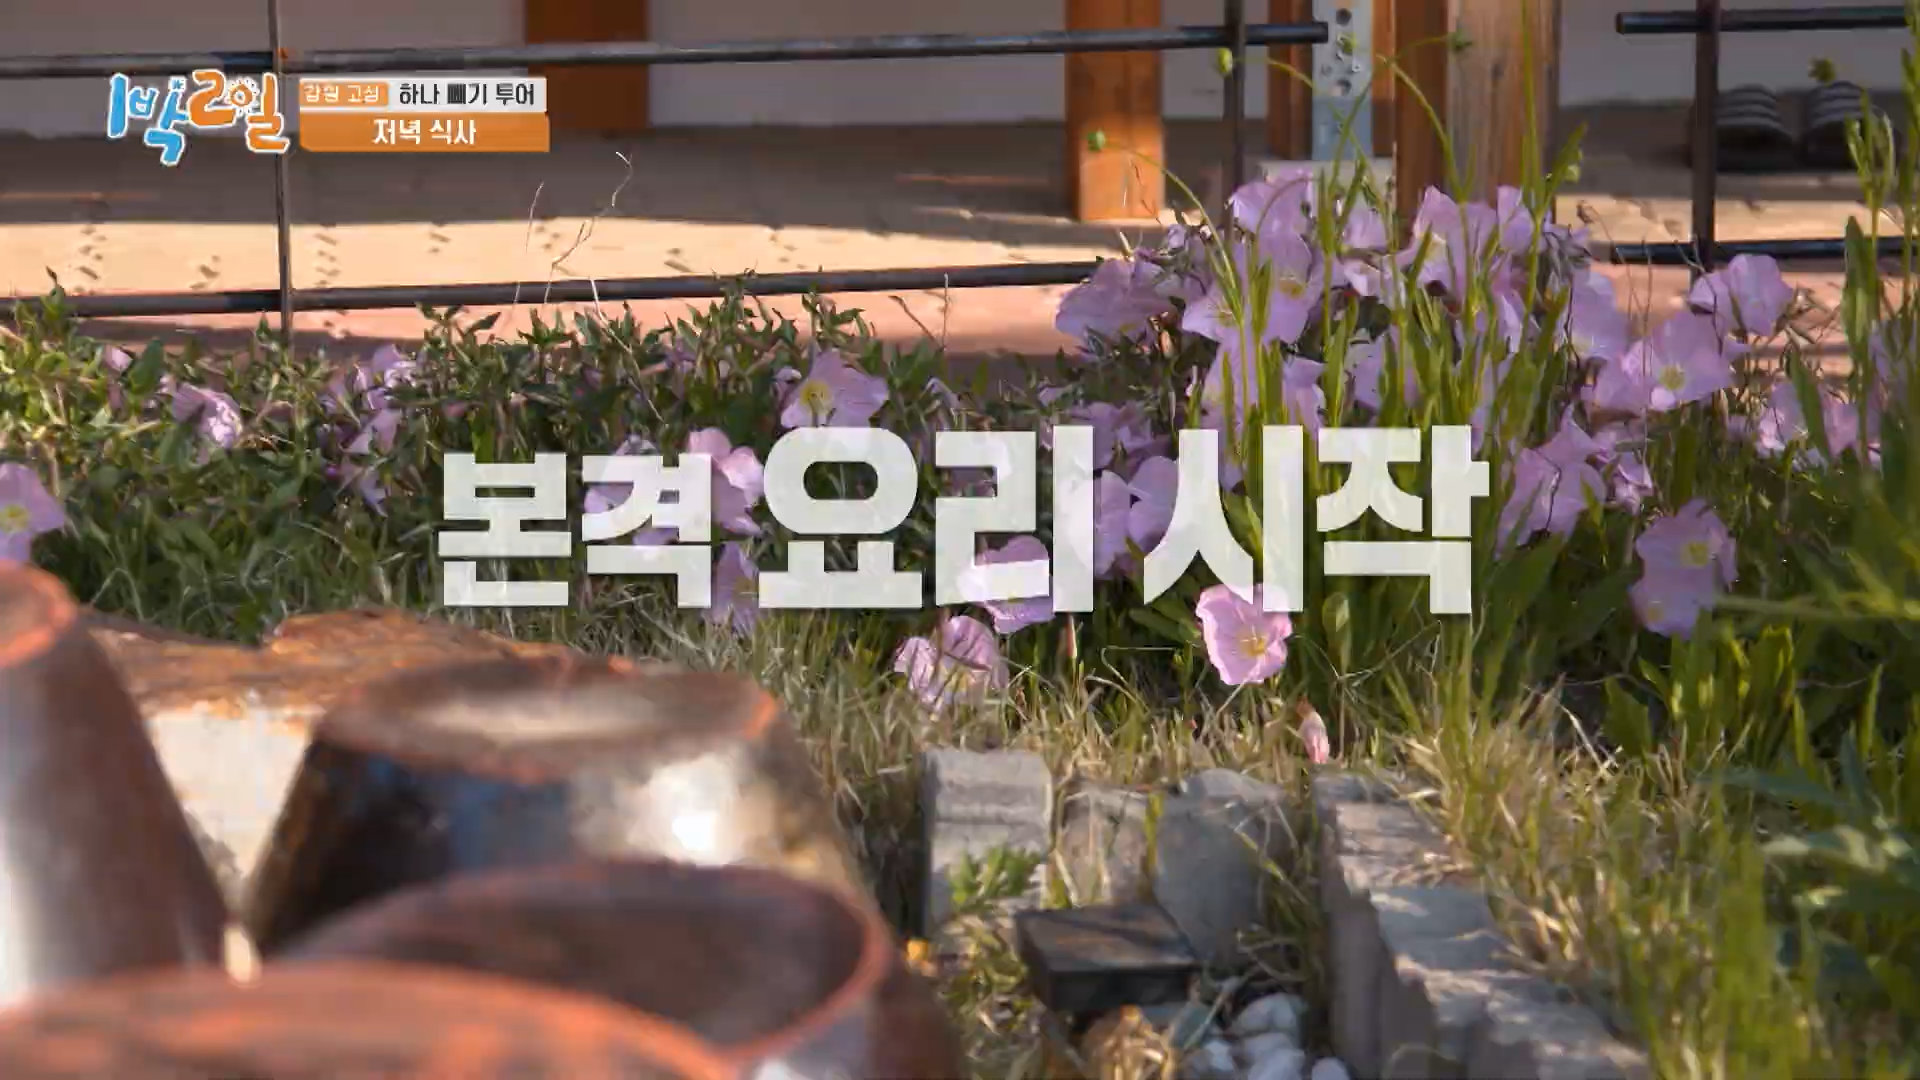 1박2일
강원 고성 하나 빼기 투어
저녁 식사
본격 요리 시작